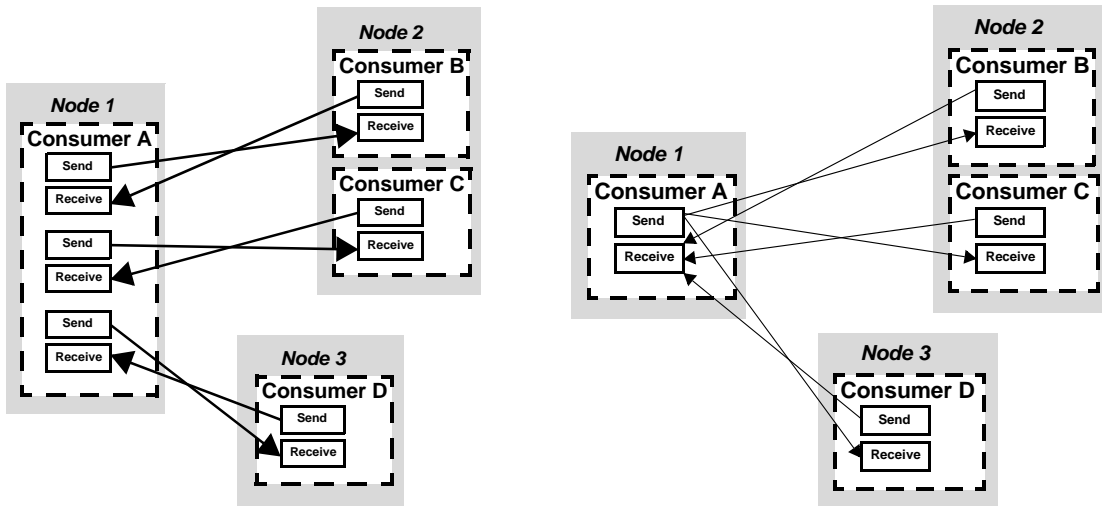 Node 1
Consumer A
Send
Receive
Send
Receive
Send
Receive
Node 2
Consumer B
Send
Receive
Consumer C
Send
Receive
Node 3
Consumer D
Send
Receive
Node 1
Consumer A
Send
Receive
Node 2
Consumer B
Send
Receive
Consumer C
Send
Receive
Node 3
Consumer D
Send
Receive